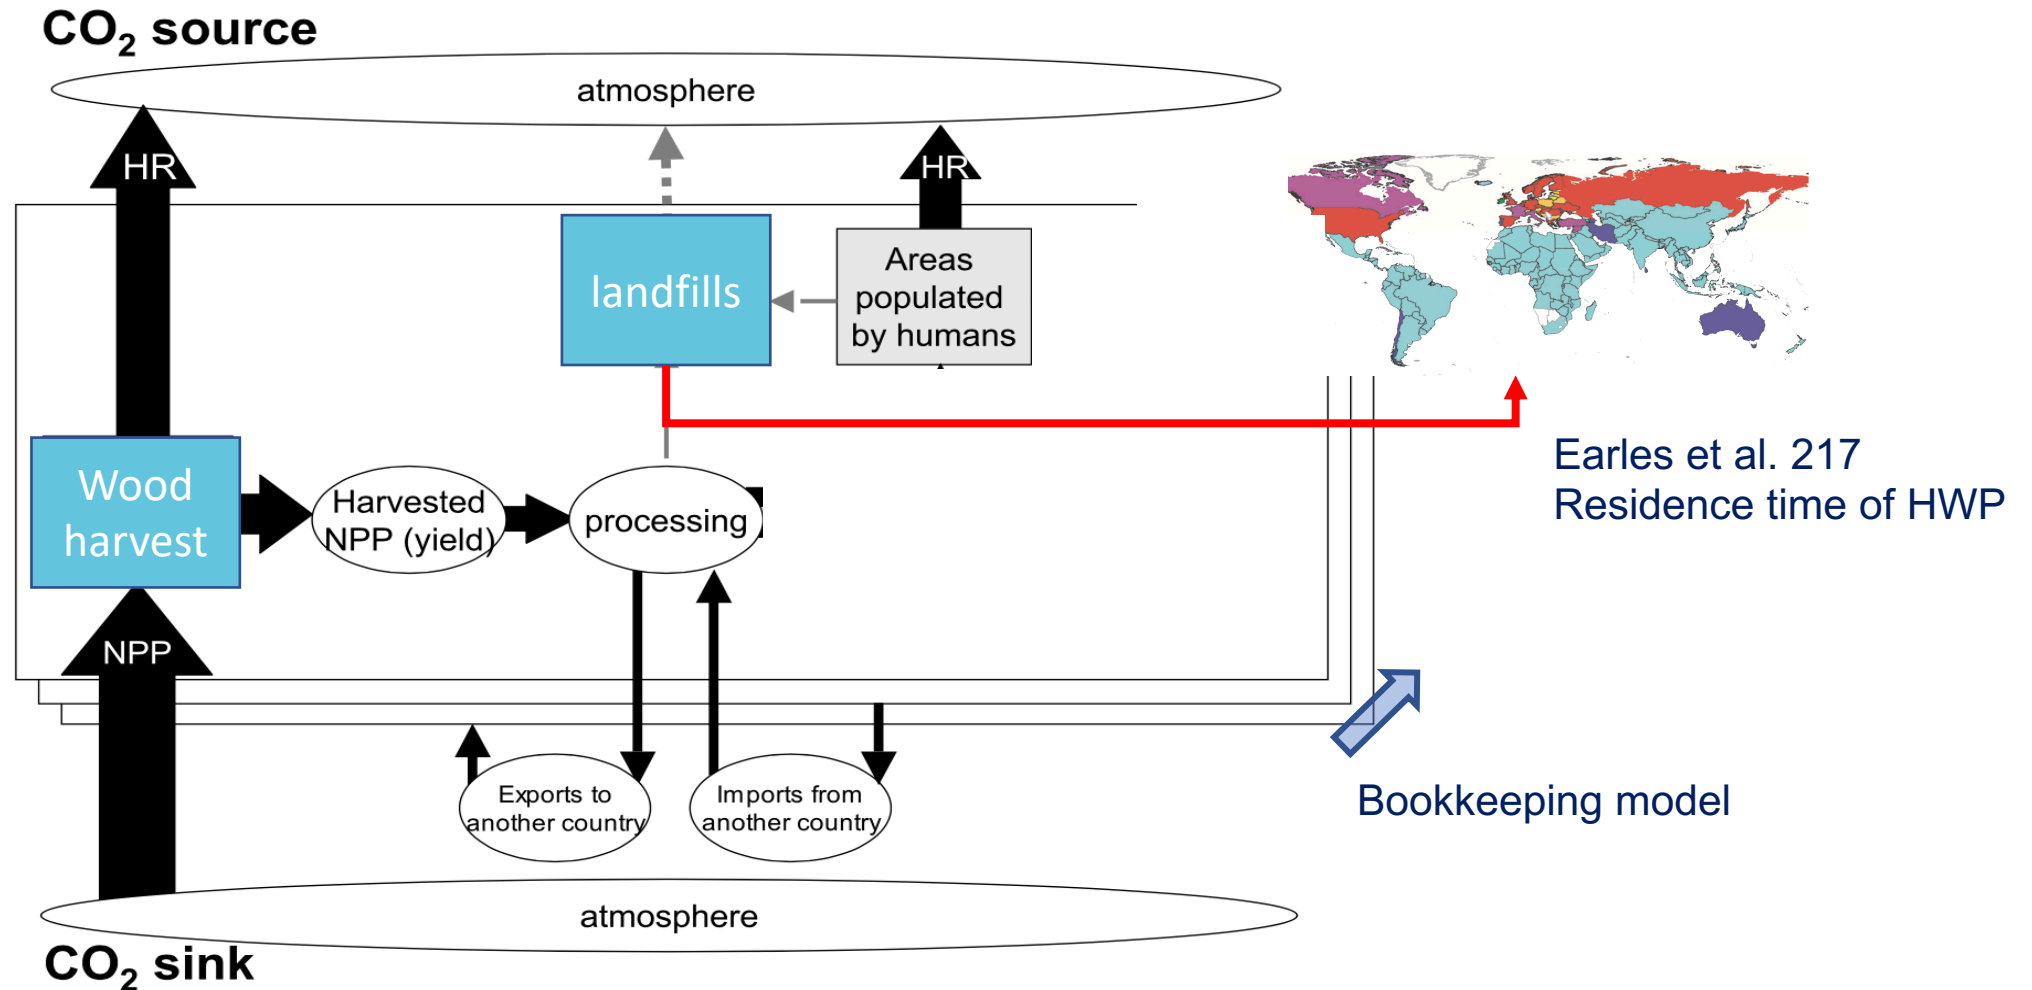 CO₂ source
atmosphere
HR
HR
landfills
Areas
populated
by humans
Wood
harvest
Harvested
NPP (yield)
processing
Earles et al. 217
Residence time of HWP
NPP
Exports to
another country
Imports from
another country
Bookkeeping model
atmosphere
CO₂ sink